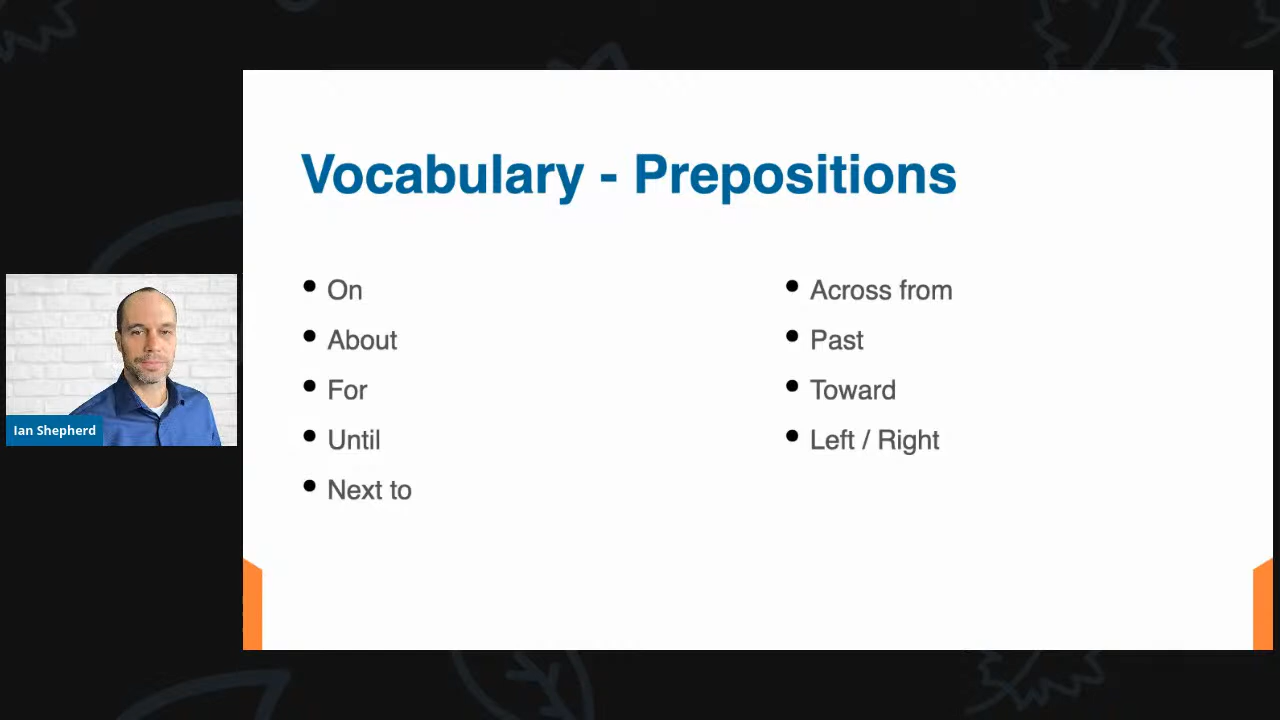 Vocabulary - Prepositions
On
About
For
Until
Next to
Across from
Past
Toward
Left / Right
Ian Shepherd